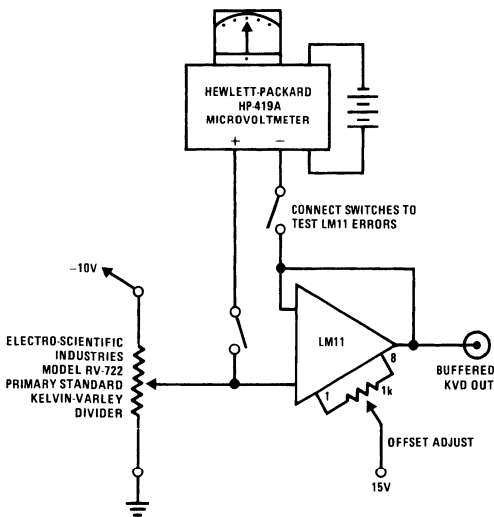 HEWLETT-PACKARD
HP-419A
MICROVOLTMETER
+
−
CONNECT SWITCHES TO
TEST LM11 ERRORS
−10V
ELECTRO-SCIENTIFIC
INDUSTRIES
MODEL RV-722
PRIMARY STANDARD
KELVIN-VARLEY
DIVIDER
LM11
8
1
1k
BUFFERED
KVD OUT
OFFSET ADJUST
15V